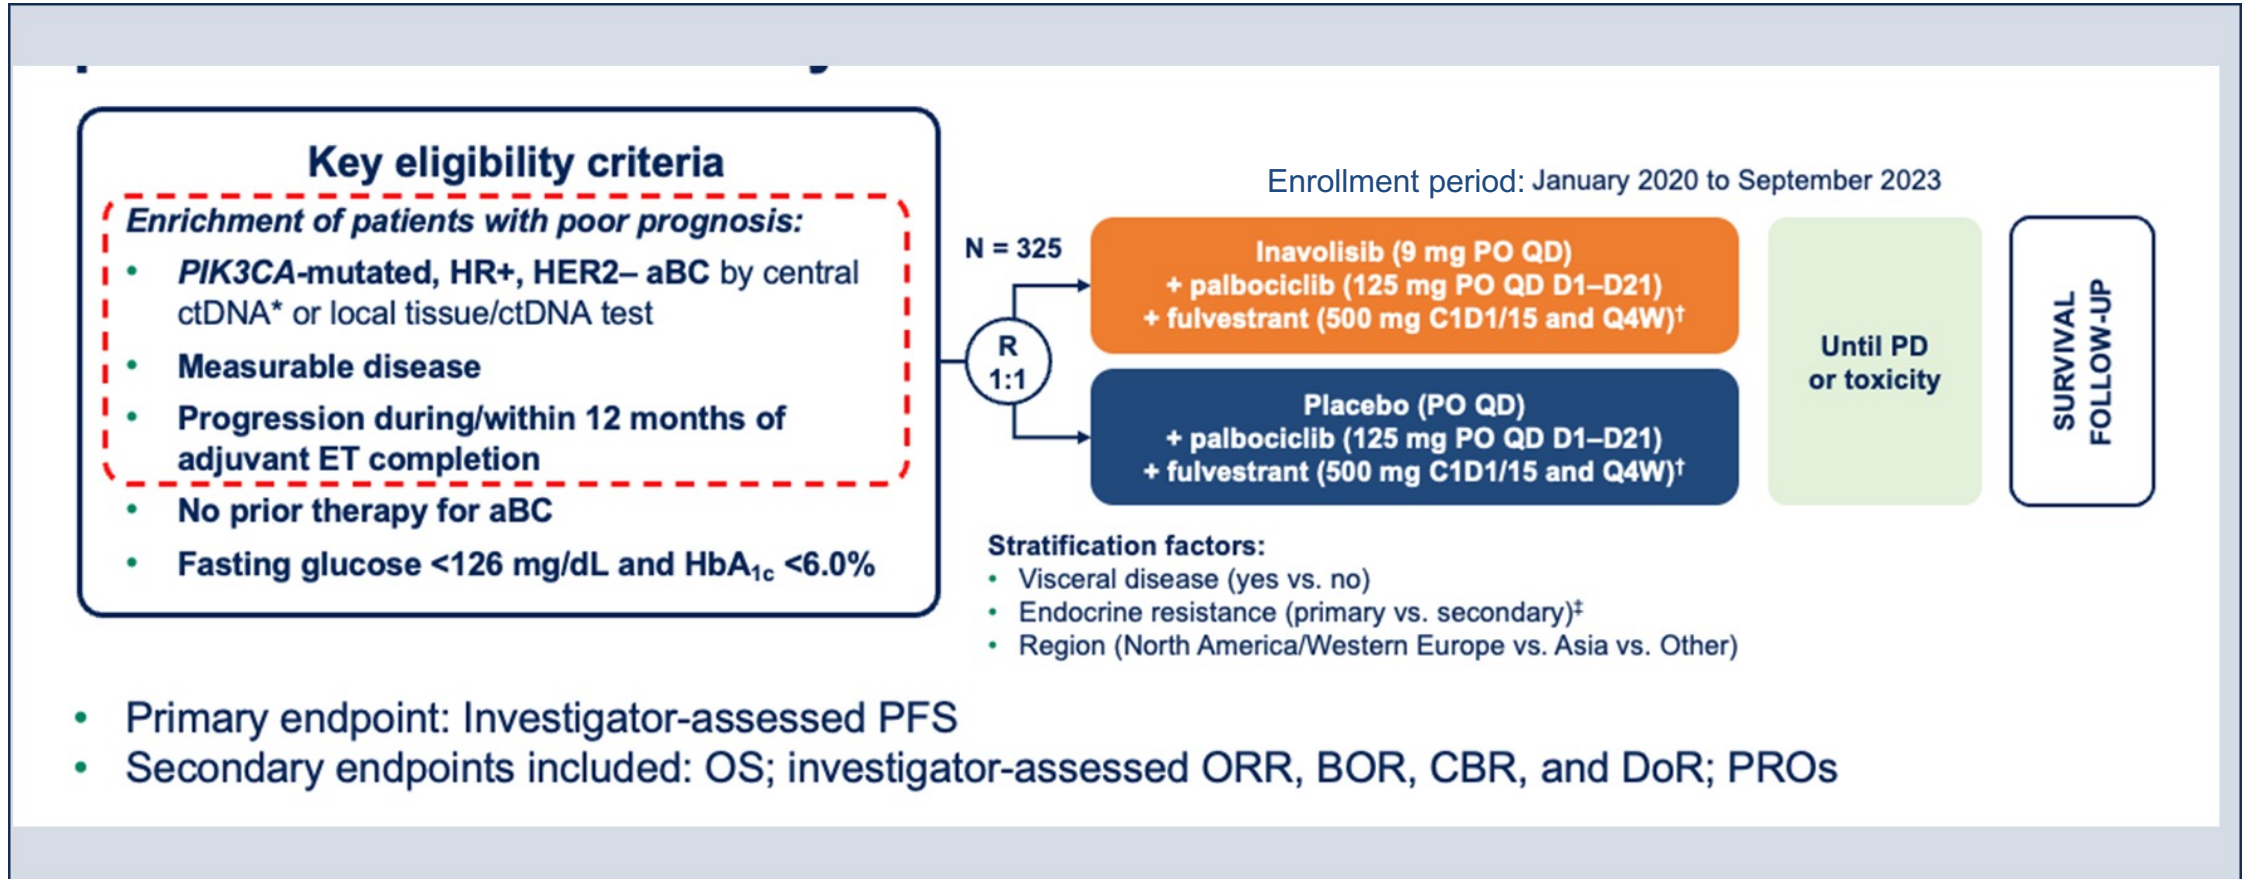 Key eligibility criteria
Enrichment of patients with poor prognosis:
• PIK3CA-mutated, HR+, HER2– aBC by central
ctDNA* or local tissue/ctDNA test
• Measurable disease
• Progression during/within 12 months of
adjuvant ET completion
• No prior therapy for aBC
• Fasting glucose <126 mg/dL and HbA1c <6.0%
N = 325
R
1:1
Enrollment period: January 2020 to September 2023
Inavolisib (9 mg PO QD)
+ palbociclib (125 mg PO QD D1–D21)
+ fulvestrant (500 mg C1D1/15 and Q4W)†
Placebo (PO QD)
+ palbociclib (125 mg PO QD D1–D21)
+ fulvestrant (500 mg C1D1/15 and Q4W)†
Until PD
or toxicity
SURVIVAL
FOLLOW-UP
Stratification factors:
• Visceral disease (yes vs. no)
• Endocrine resistance (primary vs. secondary)‡
• Region (North America/Western Europe vs. Asia vs. Other)
• Primary endpoint: Investigator-assessed PFS
• Secondary endpoints included: OS; investigator-assessed ORR, BOR, CBR, and DoR; PROs